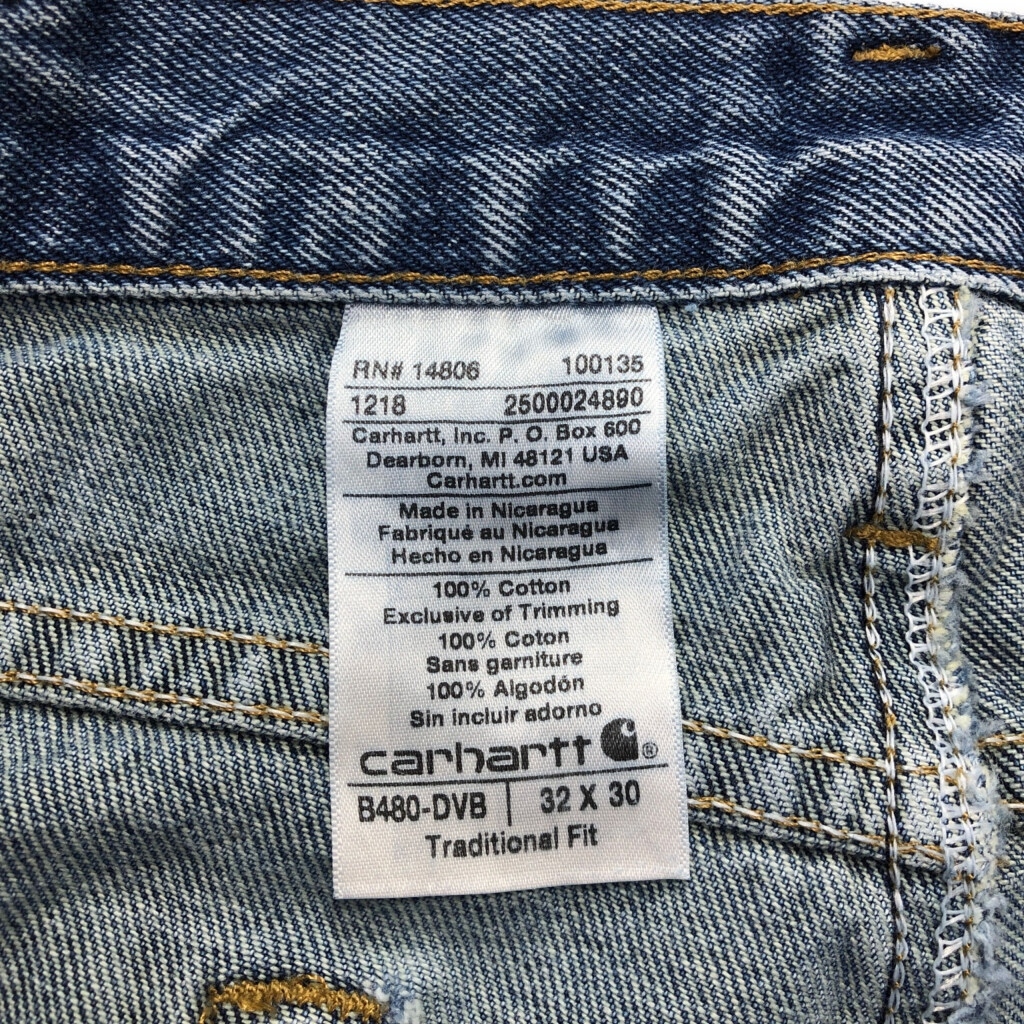 RN# 14806 100135
1218 2500024890
Carhartt, Inc. P. O. Box 600
Dearborn, MI 48121 USA
Carhartt.com
Made in Nicaragua
Fabriqué au Nicaragua
Hecho en Nicaragua
100% Cotton
Exclusive of Trimming
100% Coton
Sans garniture
100% Algodón
Sin incluir adorno
carhartt ®
B480-DVB | 32 X 30
Traditional Fit